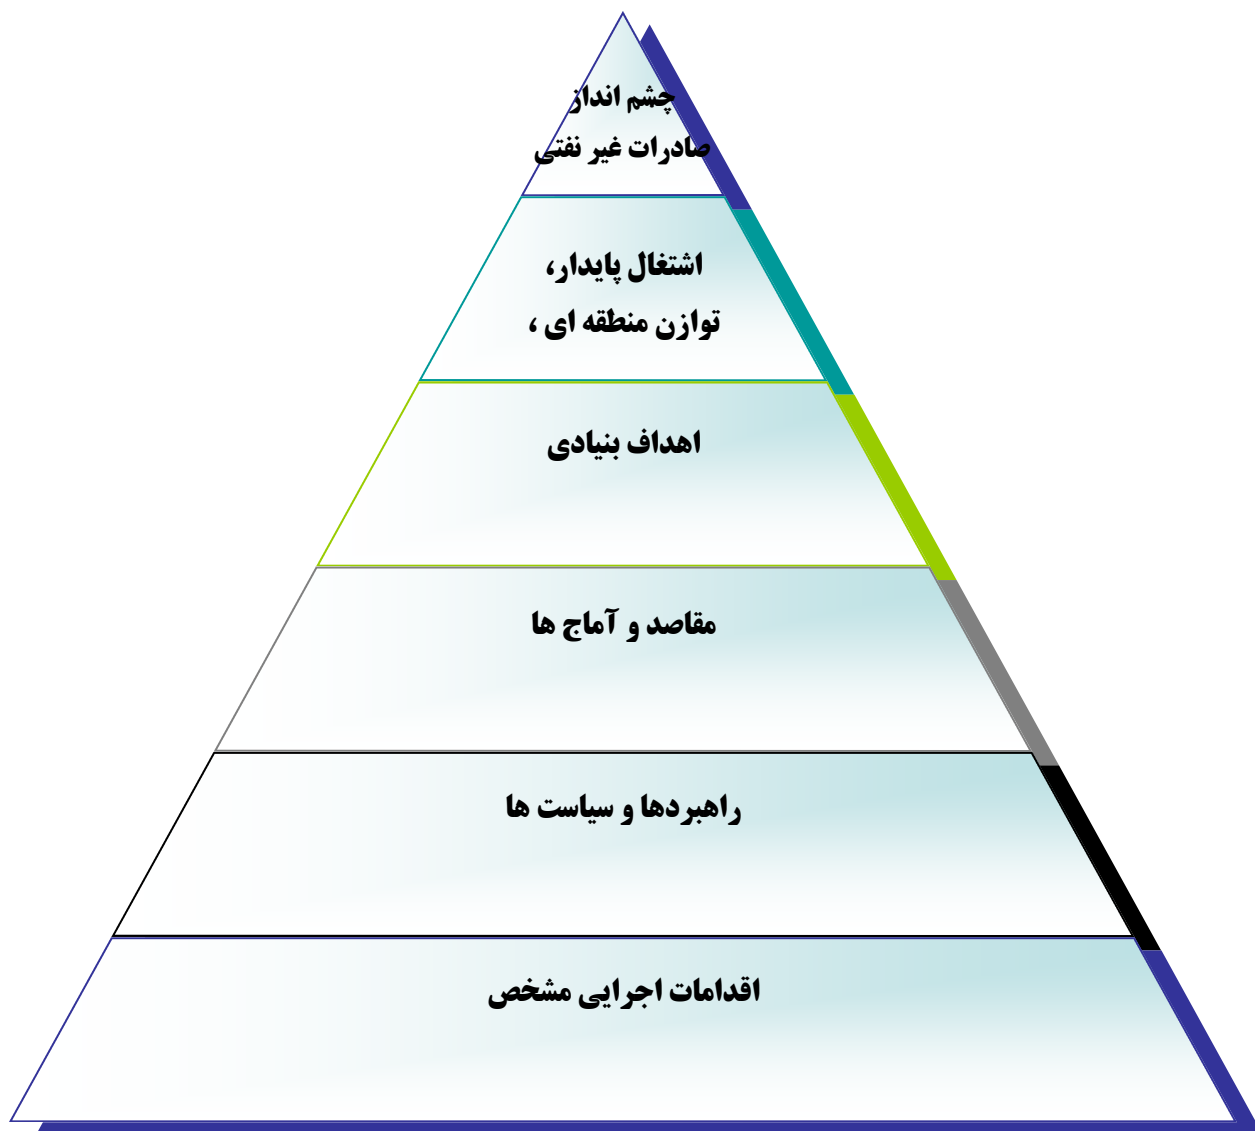 چشم انداز
صادرات غیر نفتی
اشتغال پایدار،
توازن منطقه ای ،
اهداف بنیادی
مقاصد و آماج ها
راهبردها و سیاست ها
اقدامات اجرایی مشخص